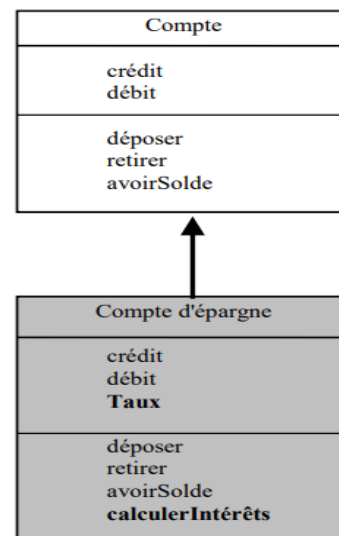 Compte
crédit
débit
déposer
retirer
avoirSolde
Compte d'épargne
crédit
débit
Taux
déposer
retirer
avoirSolde
calculerIntérêts